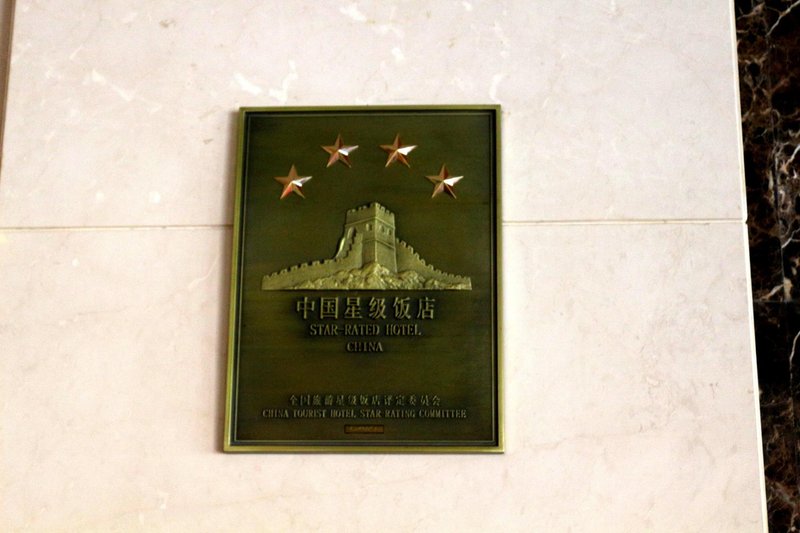 中国星级饭店
STAR-RATED HOTEL
CHINA
全国旅游星级饭店评定委员会
CHINA TOURIST HOTEL STAR RATING COMMITTEE